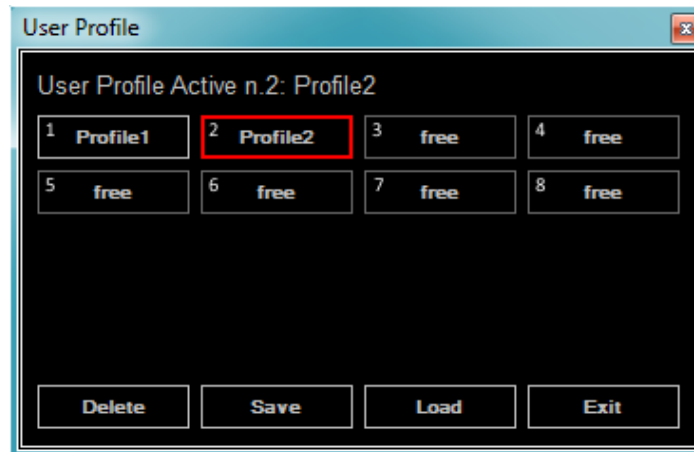 User Profile
User Profile Active n.2: Profile2
1 Profile1 2 Profile2 3 free 4 free
5 free 6 free 7 free 8 free
Delete Save Load Exit